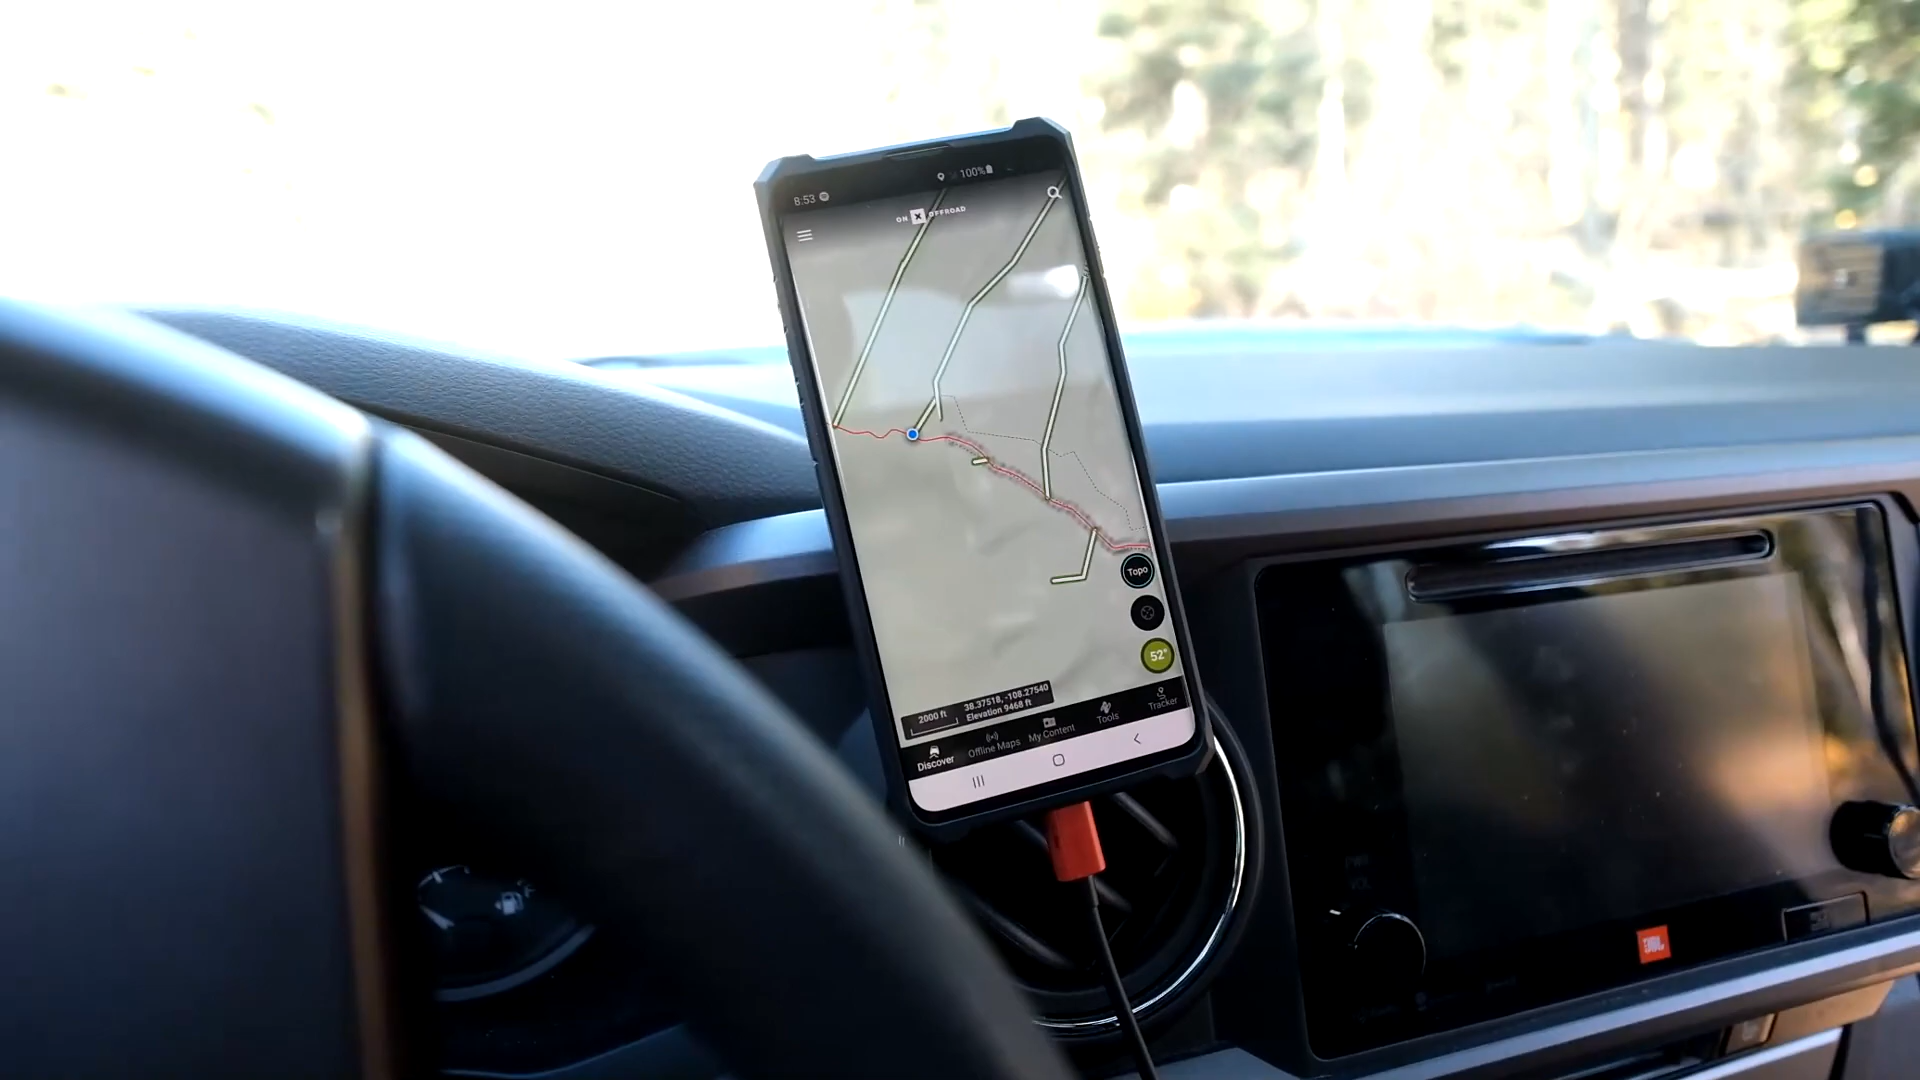 8:53
100%
ON X OFFROAD
Topo
52°
2000 ft
38.37518, -108.27540
Elevation 9468 ft
Discover
Offline Maps
My Content
Tools
Tracker
JBL